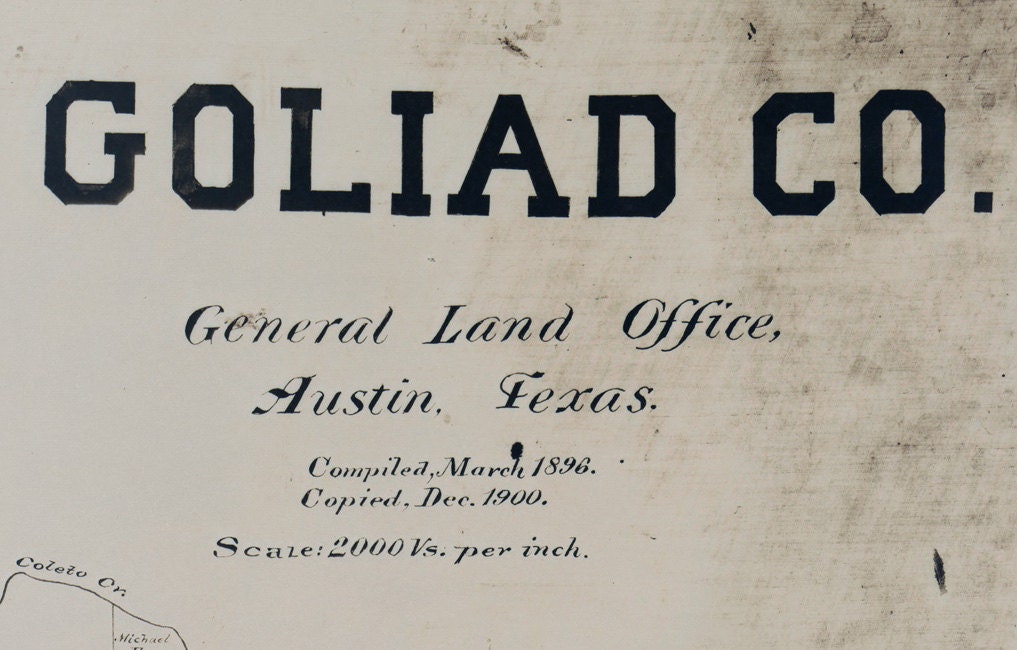 GOLIAD CO.
General Land Office,
Austin, Texas.
Compiled, March 1896.
Copied, Dec. 1900.
Scale: 2000 Vs. per inch.
Coleto Cr.
Michael